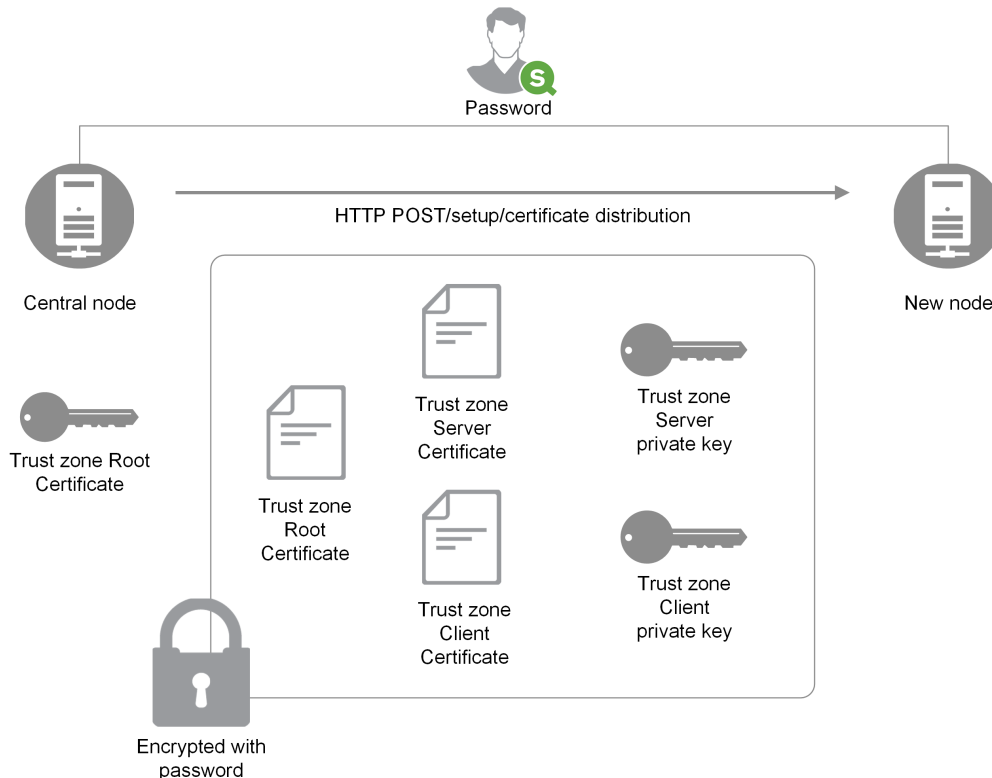 S
Password
HTTP POST/setup/certificate distribution
Central node
New node
Trust zone Root
Certificate
Trust zone
Root
Certificate
Trust zone
Server
Certificate
Trust zone
Server
private key
Trust zone
Client
Certificate
Trust zone
Client
private key
Encrypted with
password